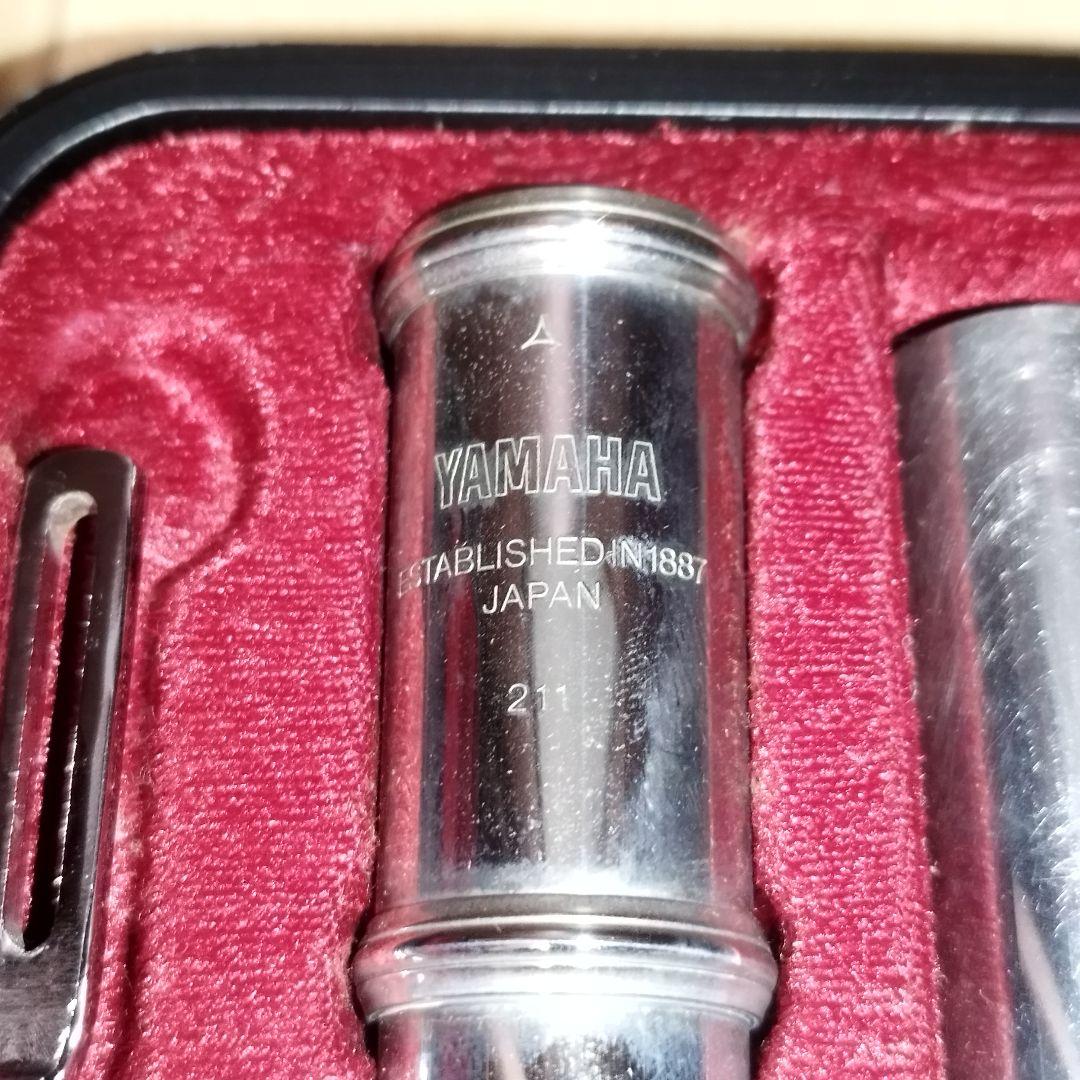 YAMAHA
ESTABLISHED IN 1887
JAPAN
211